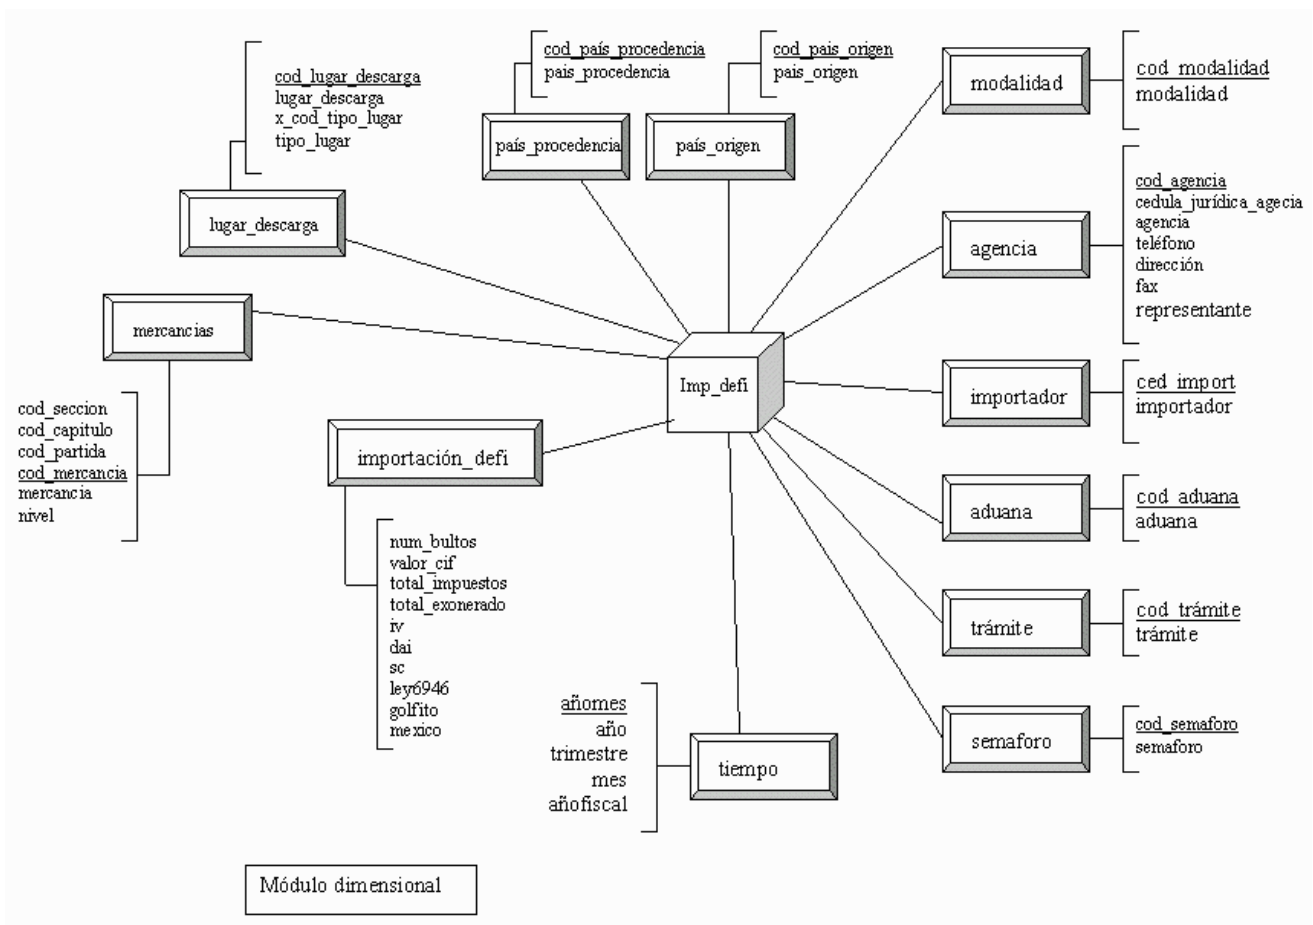 cod_país_procedencia
pais_procedencia
cod_pais_origen
pais_origen
cod_modalidad
modalidad
modalidad
cod_lugar_descarga
lugar_descarga
x_cod_tipo_lugar
tipo_lugar
país_procedencia
país_origen
lugar_descarga
cod_agencia
cedula_jurídica_agecia
agencia
teléfono
dirección
fax
representante
agencia
mercancias
Imp_defi
importador
ced_import
importador
cod_seccion
cod_capitulo
cod_partida
cod_mercancia
mercancia
nivel
importación_defi
aduana
cod_aduana
aduana
num_bultos
valor_cif
total_impuestos
total_exonerado
iv
dai
sc
ley6946
golfito
mexico
trámite
cod_trámite
trámite
añomes
año
trimestre
mes
añofiscal
tiempo
semaforo
cod_semaforo
semaforo
Módulo dimensional